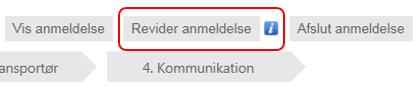 Vis anmeldelse Revider anmeldelse i Afslut anmeldelse
ansportør 4. Kommunikation